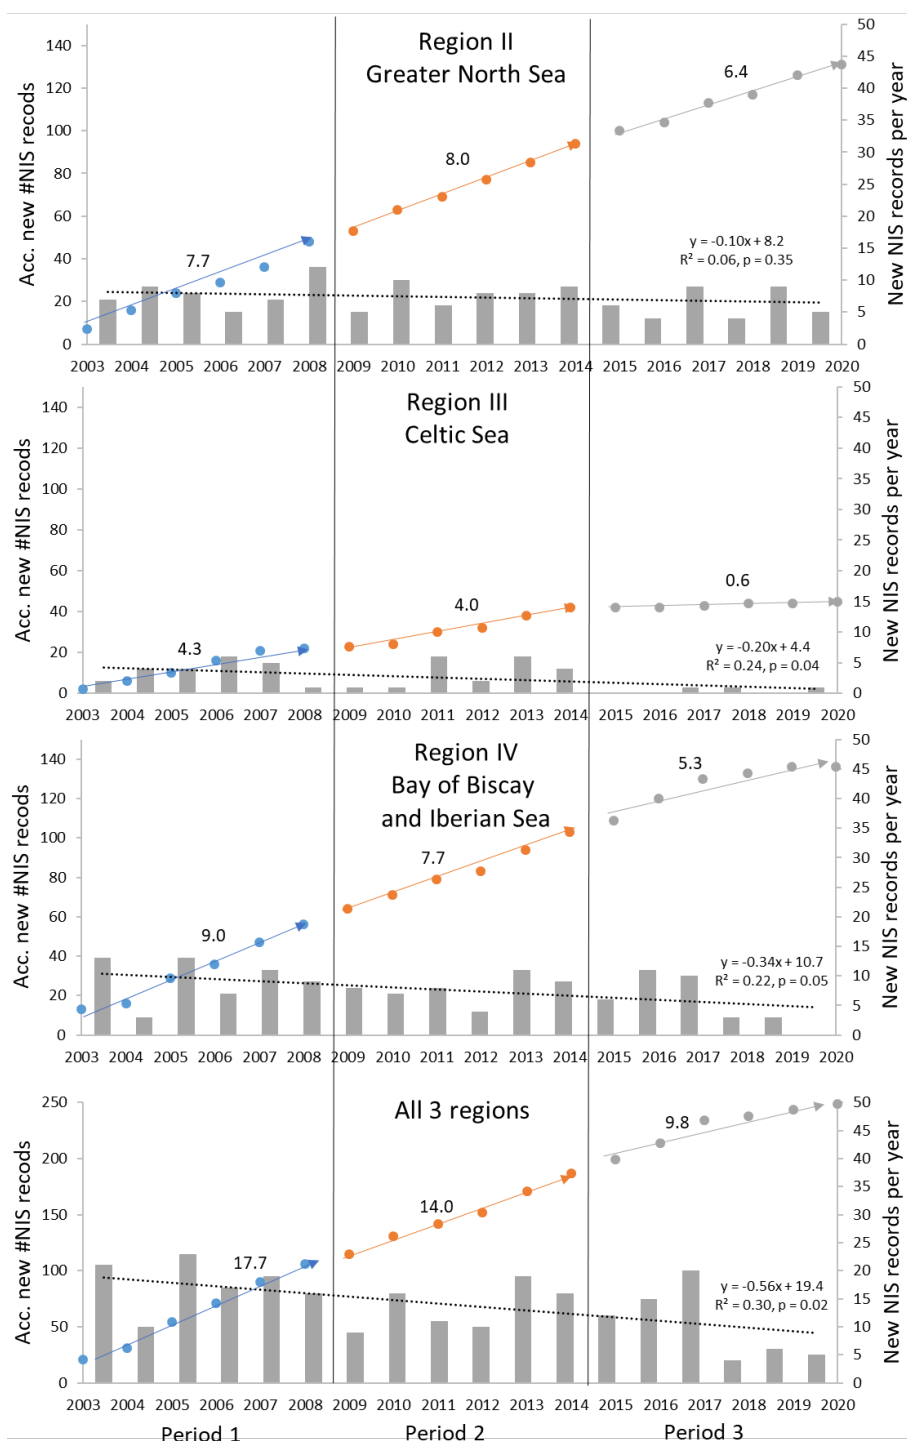 Region II
Greater North Sea
Acc. new #NIS recods
New NIS records per year
140
120
100
80
60
40
20
0
50
45
40
35
30
25
20
15
10
5
0
7.7
8.0
6.4
y = -0.10x + 8.2
R² = 0.06, p = 0.35
2003 2004 2005 2006 2007 2008 2009 2010 2011 2012 2013 2014 2015 2016 2017 2018 2019 2020
Region III
Celtic Sea
Acc. new #NIS recods
New NIS records per year
140
120
100
80
60
40
20
0
50
45
40
35
30
25
20
15
10
5
0
4.3
4.0
0.6
y = -0.20x + 4.4
R² = 0.24, p = 0.04
2003 2004 2005 2006 2007 2008 2009 2010 2011 2012 2013 2014 2015 2016 2017 2018 2019 2020
Region IV
Bay of Biscay
and Iberian Sea
Acc. new #NIS recods
New NIS records per year
140
120
100
80
60
40
20
0
50
45
40
35
30
25
20
15
10
5
0
9.0
7.7
5.3
y = -0.34x + 10.7
R² = 0.22, p = 0.05
2003 2004 2005 2006 2007 2008 2009 2010 2011 2012 2013 2014 2015 2016 2017 2018 2019 2020
All 3 regions
Acc. new #NIS recods
New NIS records per year
250
200
150
100
50
0
50
45
40
35
30
25
20
15
10
5
0
17.7
14.0
9.8
y = -0.56x + 19.4
R² = 0.30, p = 0.02
2003 2004 2005 2006 2007 2008 2009 2010 2011 2012 2013 2014 2015 2016 2017 2018 2019 2020
Period 1 Period 2 Period 3